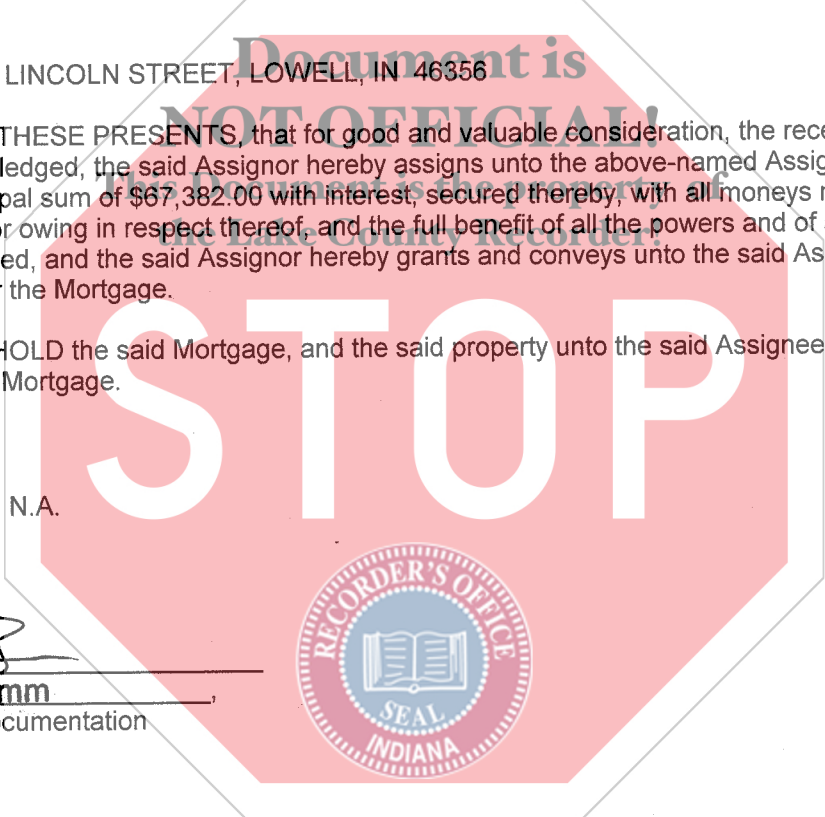 Document is
LINCOLN STREET, LOWELL, IN 46356
NOT OFFICIAL!
THESE PRESENTS, that for good and valuable consideration, the rece
ledged, the said Assignor hereby assigns unto the above-named Assig
This Document is the property of
pal sum of $67,382.00 with interest, secured thereby, with all moneys
r owing in respect thereof, and the full benefit of all the powers and of
the Lake County Recorder!
ed, and the said Assignor hereby grants and conveys unto the said As
the Mortgage.
HOLD the said Mortgage, and the said property unto the said Assignee
Mortgage.
STOP
N.A.
RECORDER'S OFFICE
SEAL
INDIANA
mm,
cumentation